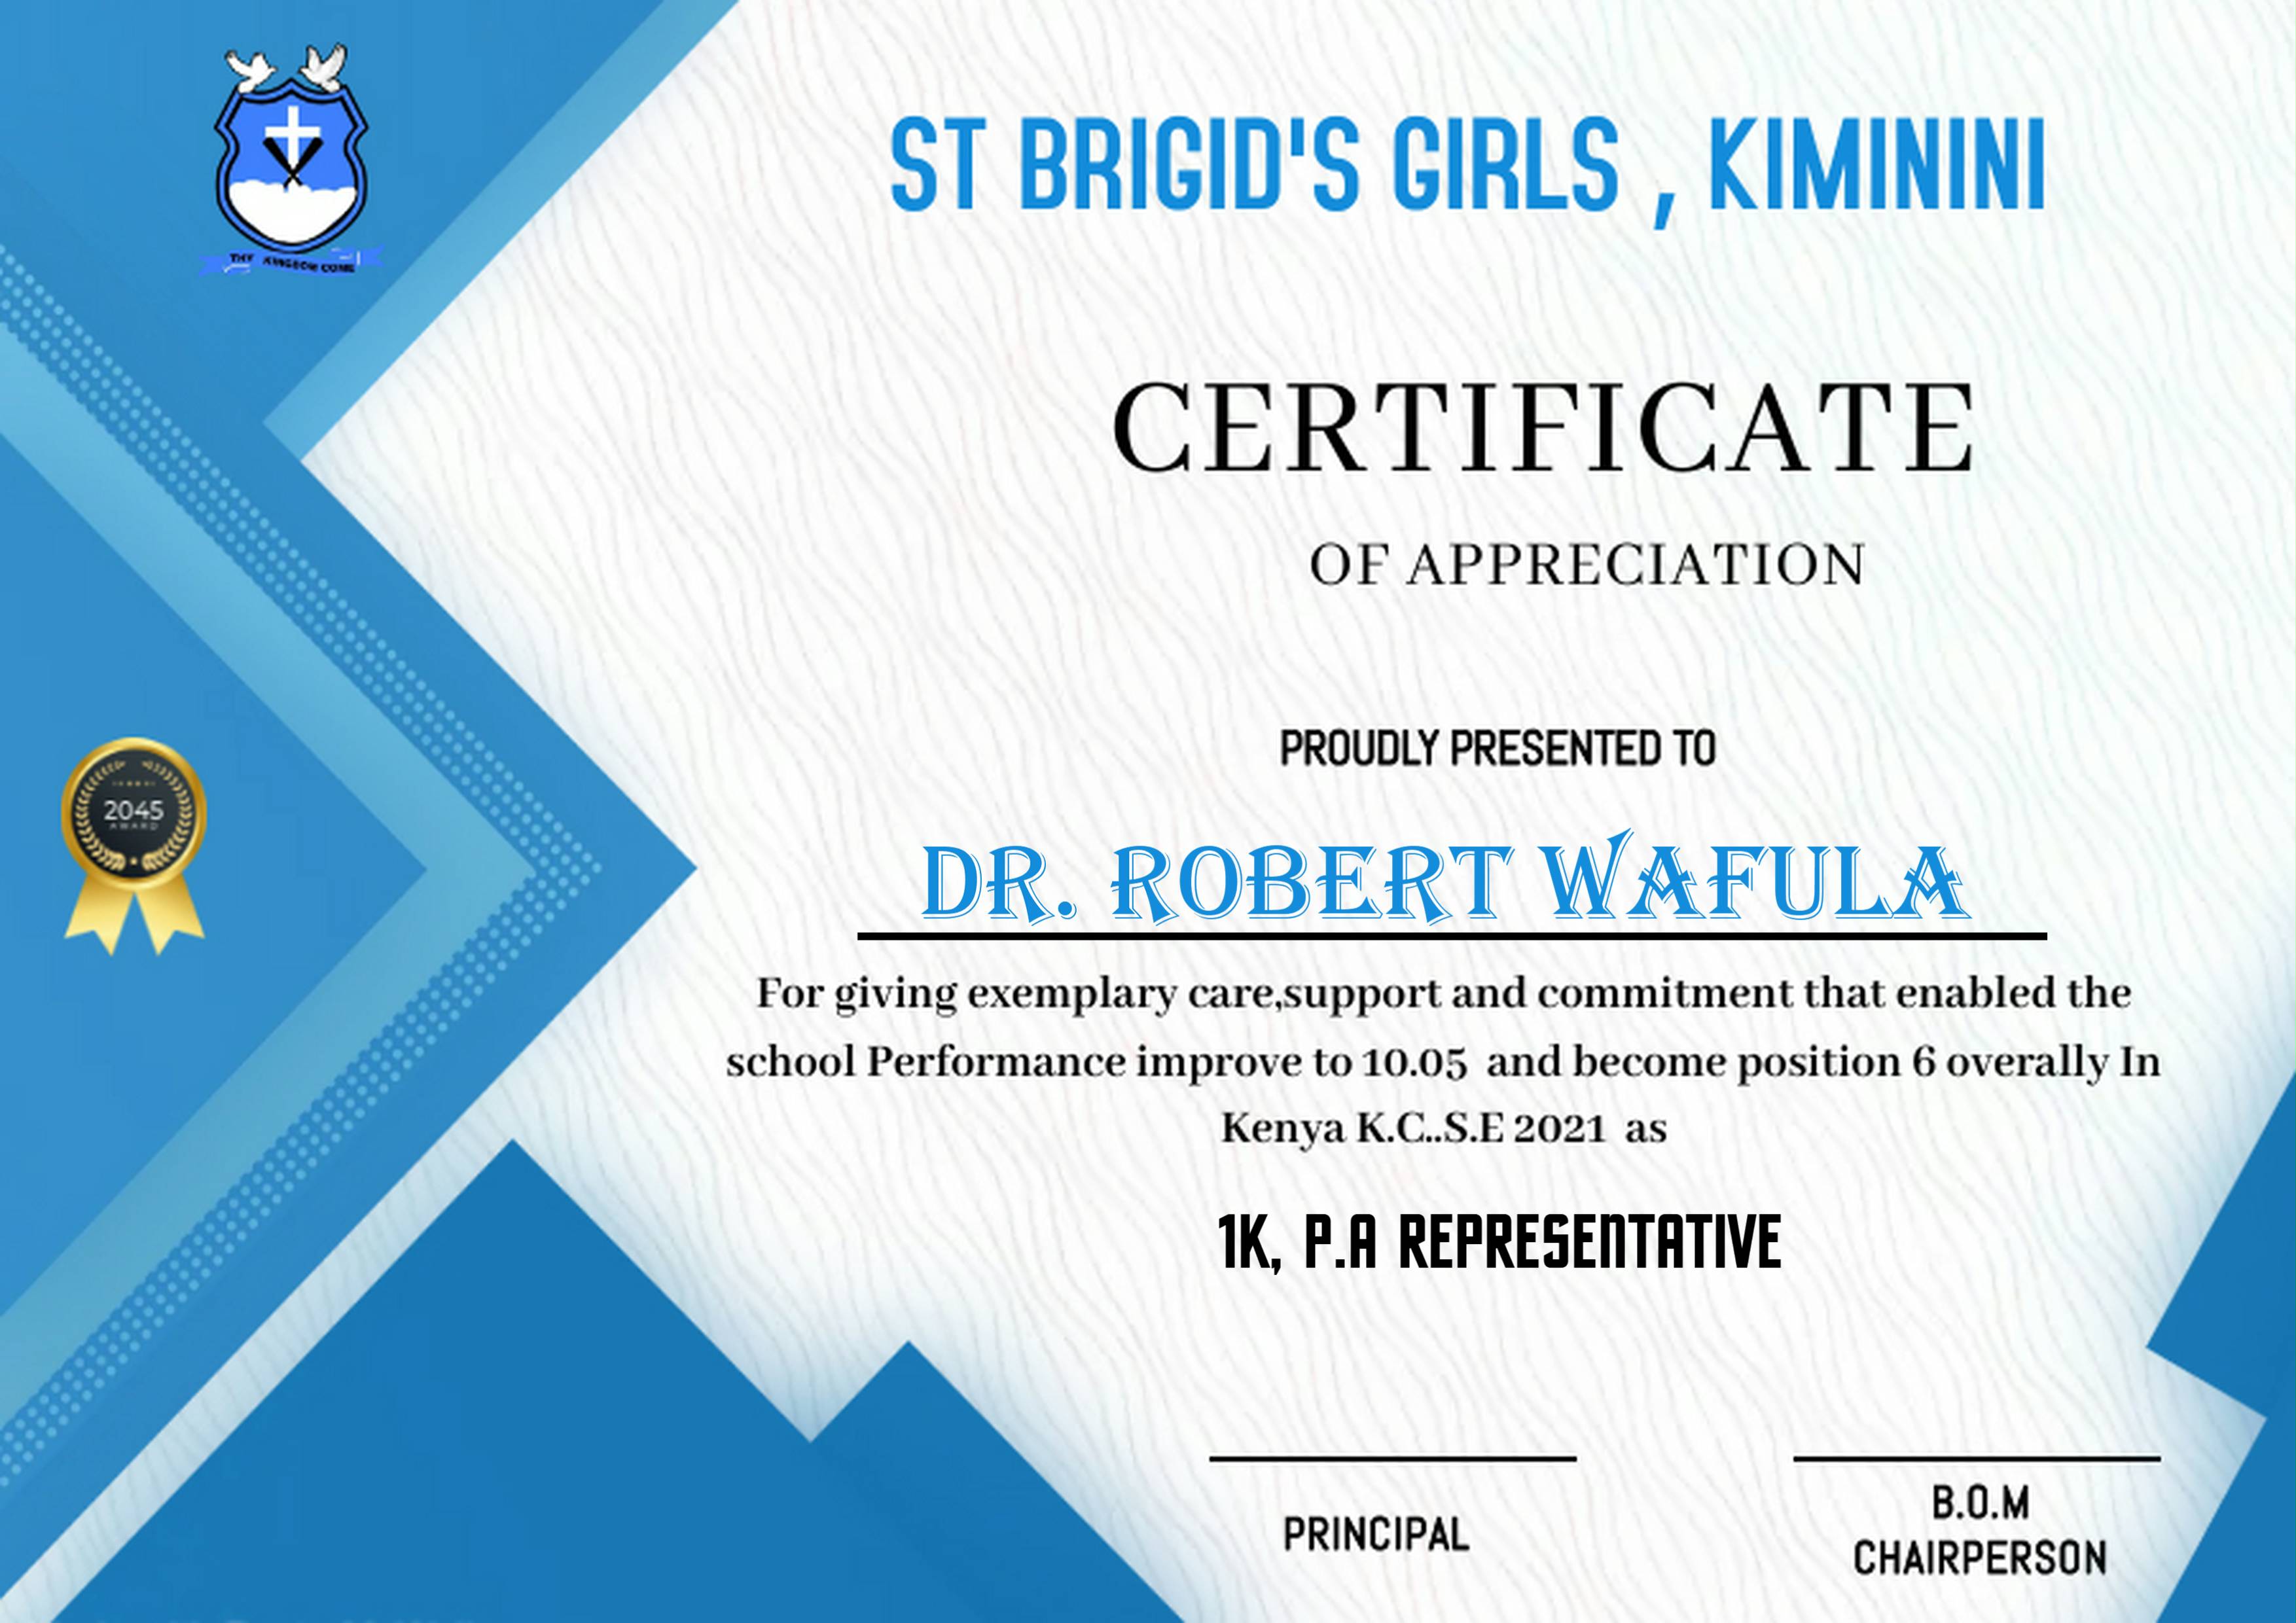 THY KINGDOM COME
ST BRIGID'S GIRLS , KIMININI
CERTIFICATE
OF APPRECIATION
PROUDLY PRESENTED TO
2045
AWARD
DR. ROBERT WAFULA
For giving exemplary care,support and commitment that enabled the
school Performance improve to 10.05 and become position 6 overally In
Kenya K.C..S.E 2021 as
1K, P.A REPRESENTATIVE
PRINCIPAL
B.O.M
CHAIRPERSON